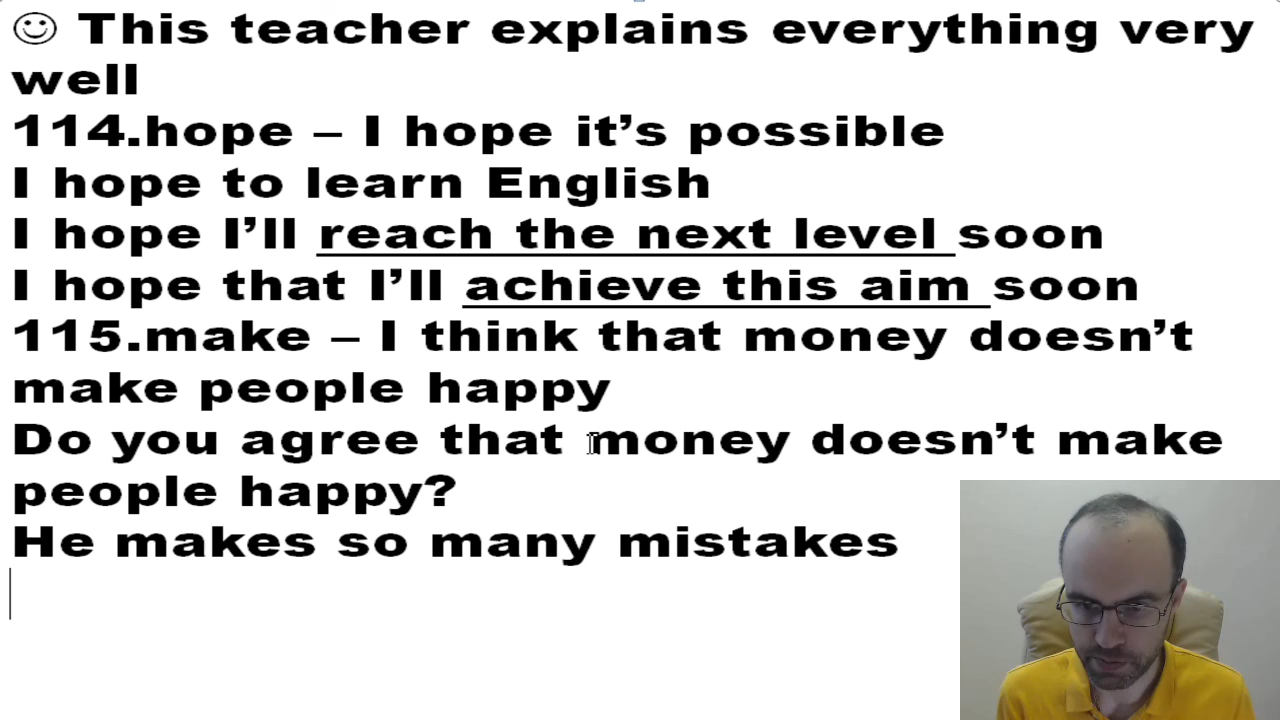 ☺ This teacher explains everything very
well
114.hope – I hope it’s possible
I hope to learn English
I hope I’ll reach the next level soon
I hope that I’ll achieve this aim soon
115.make – I think that money doesn’t
make people happy
Do you agree that money doesn’t make
people happy?
He makes so many mistakes